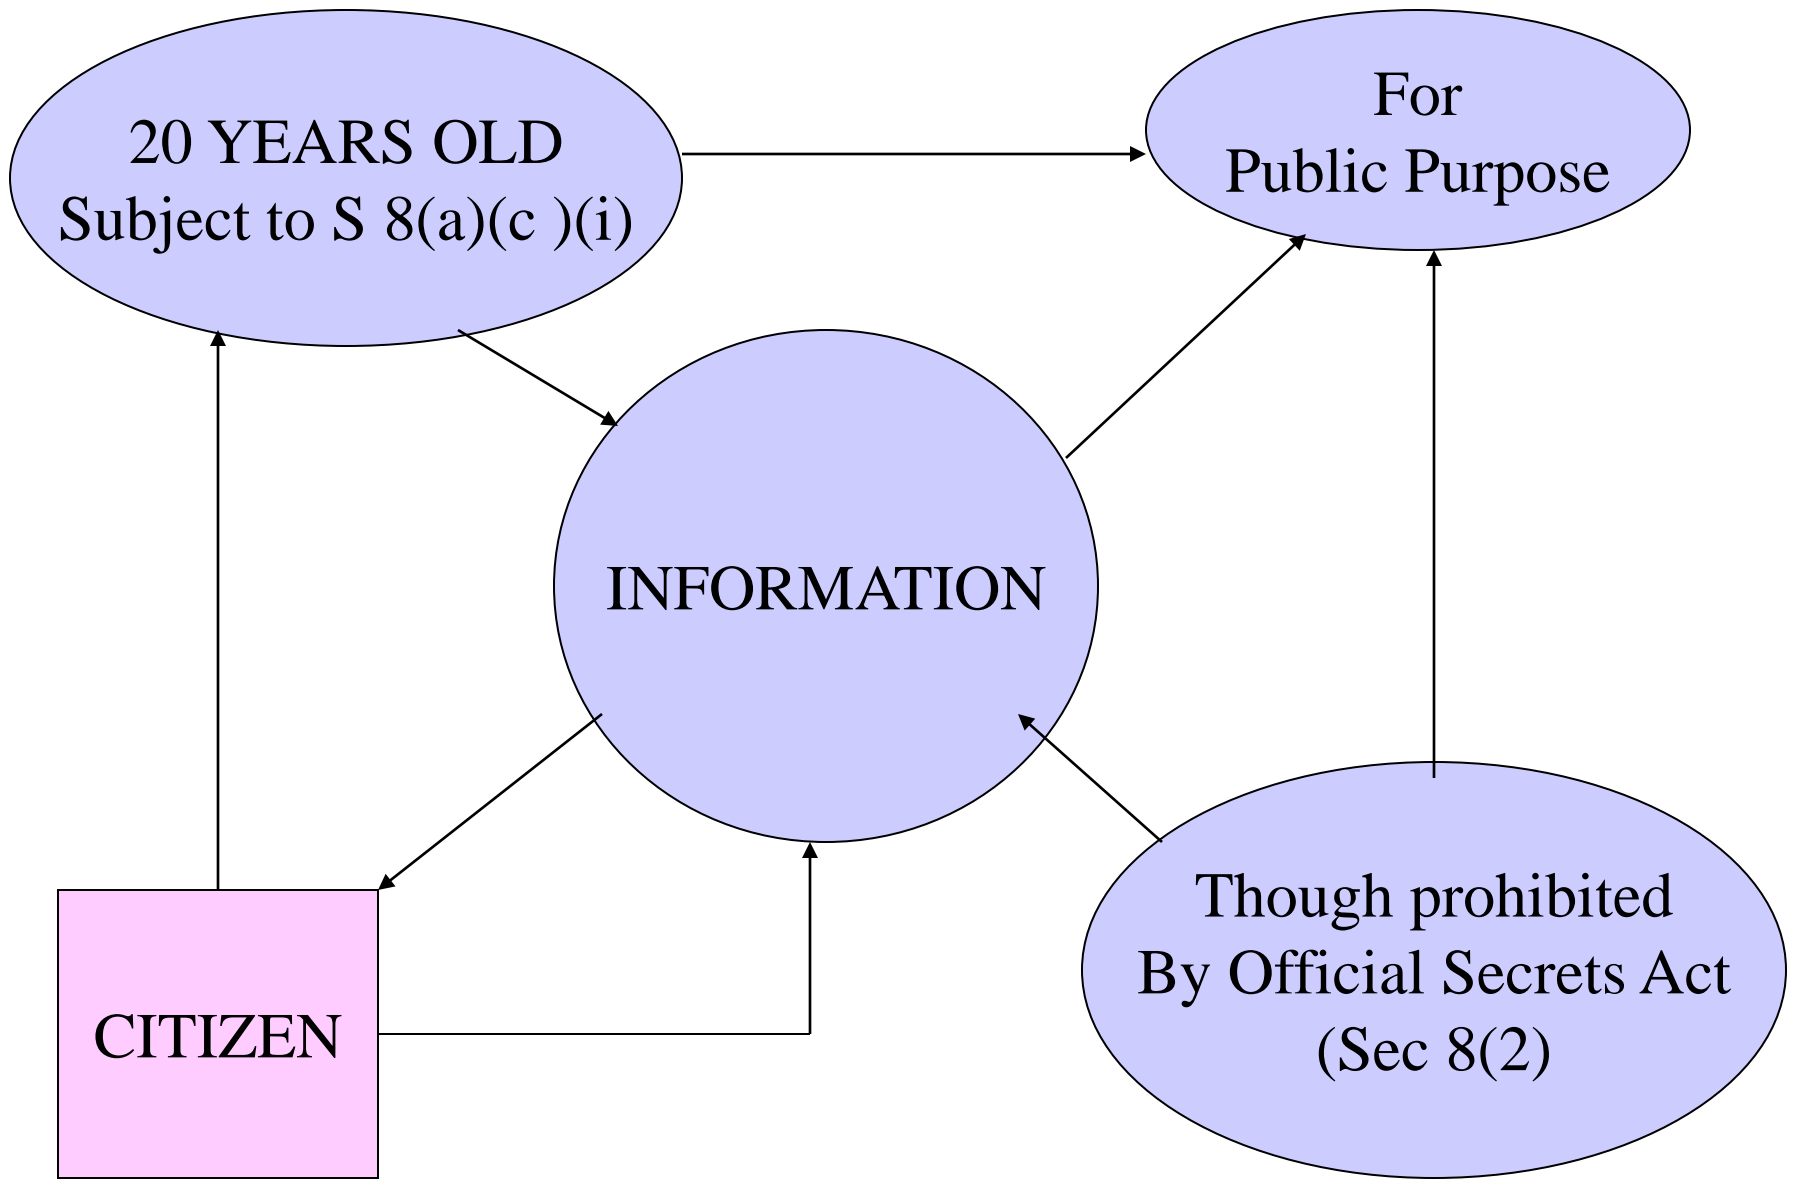 20 YEARS OLD
Subject to S 8(a)(c )(i)
For
Public Purpose
INFORMATION
CITIZEN
Though prohibited
By Official Secrets Act
(Sec 8(2)